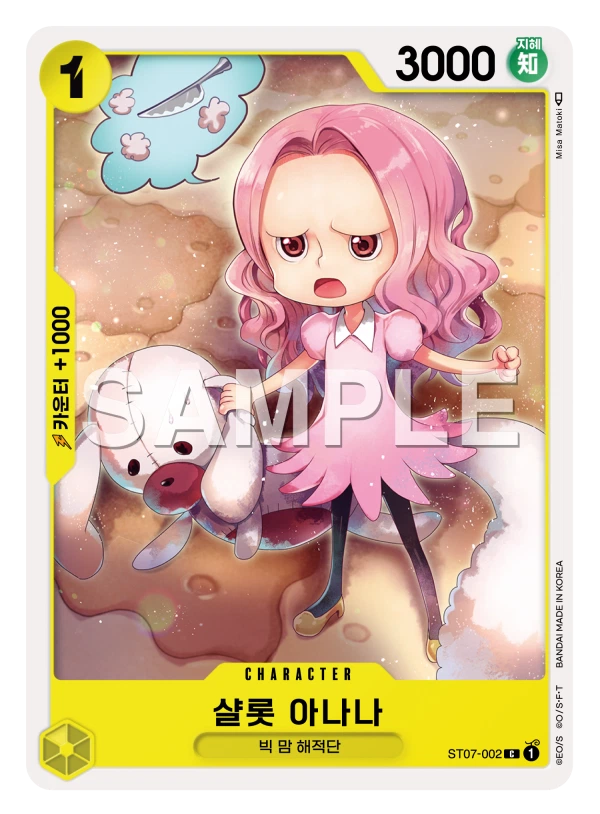 1
3000
지혜
知
Misa Matoki
카운터 +1000
SAMPLE
CHARACTER
샬롯 아나나
빅 맘 해적단
ST07-002 C 1
©EO/S ©O/S·F·T BANDAI MADE IN KOREA